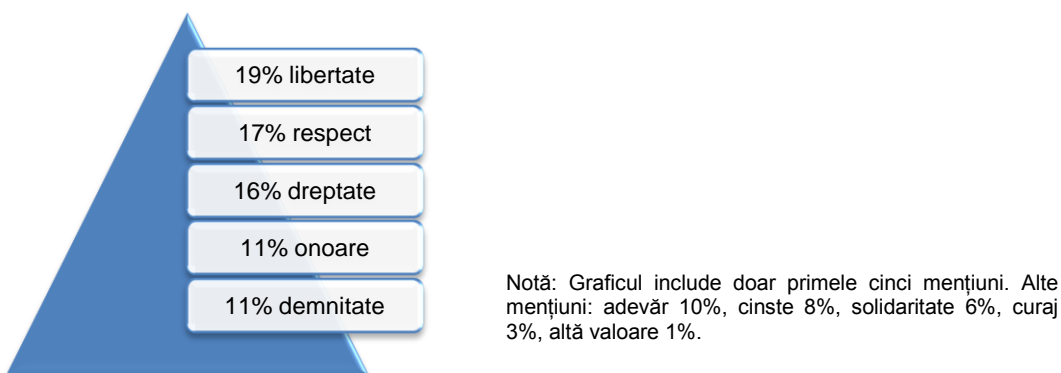 19% libertate
17% respect
16% dreptate
11% onoare
11% demnitate
Notă: Graficul include doar primele cinci mențiuni. Alte
mențiuni: adevăr 10%, cinste 8%, solidaritate 6%, curaj
3%, altă valoare 1%.